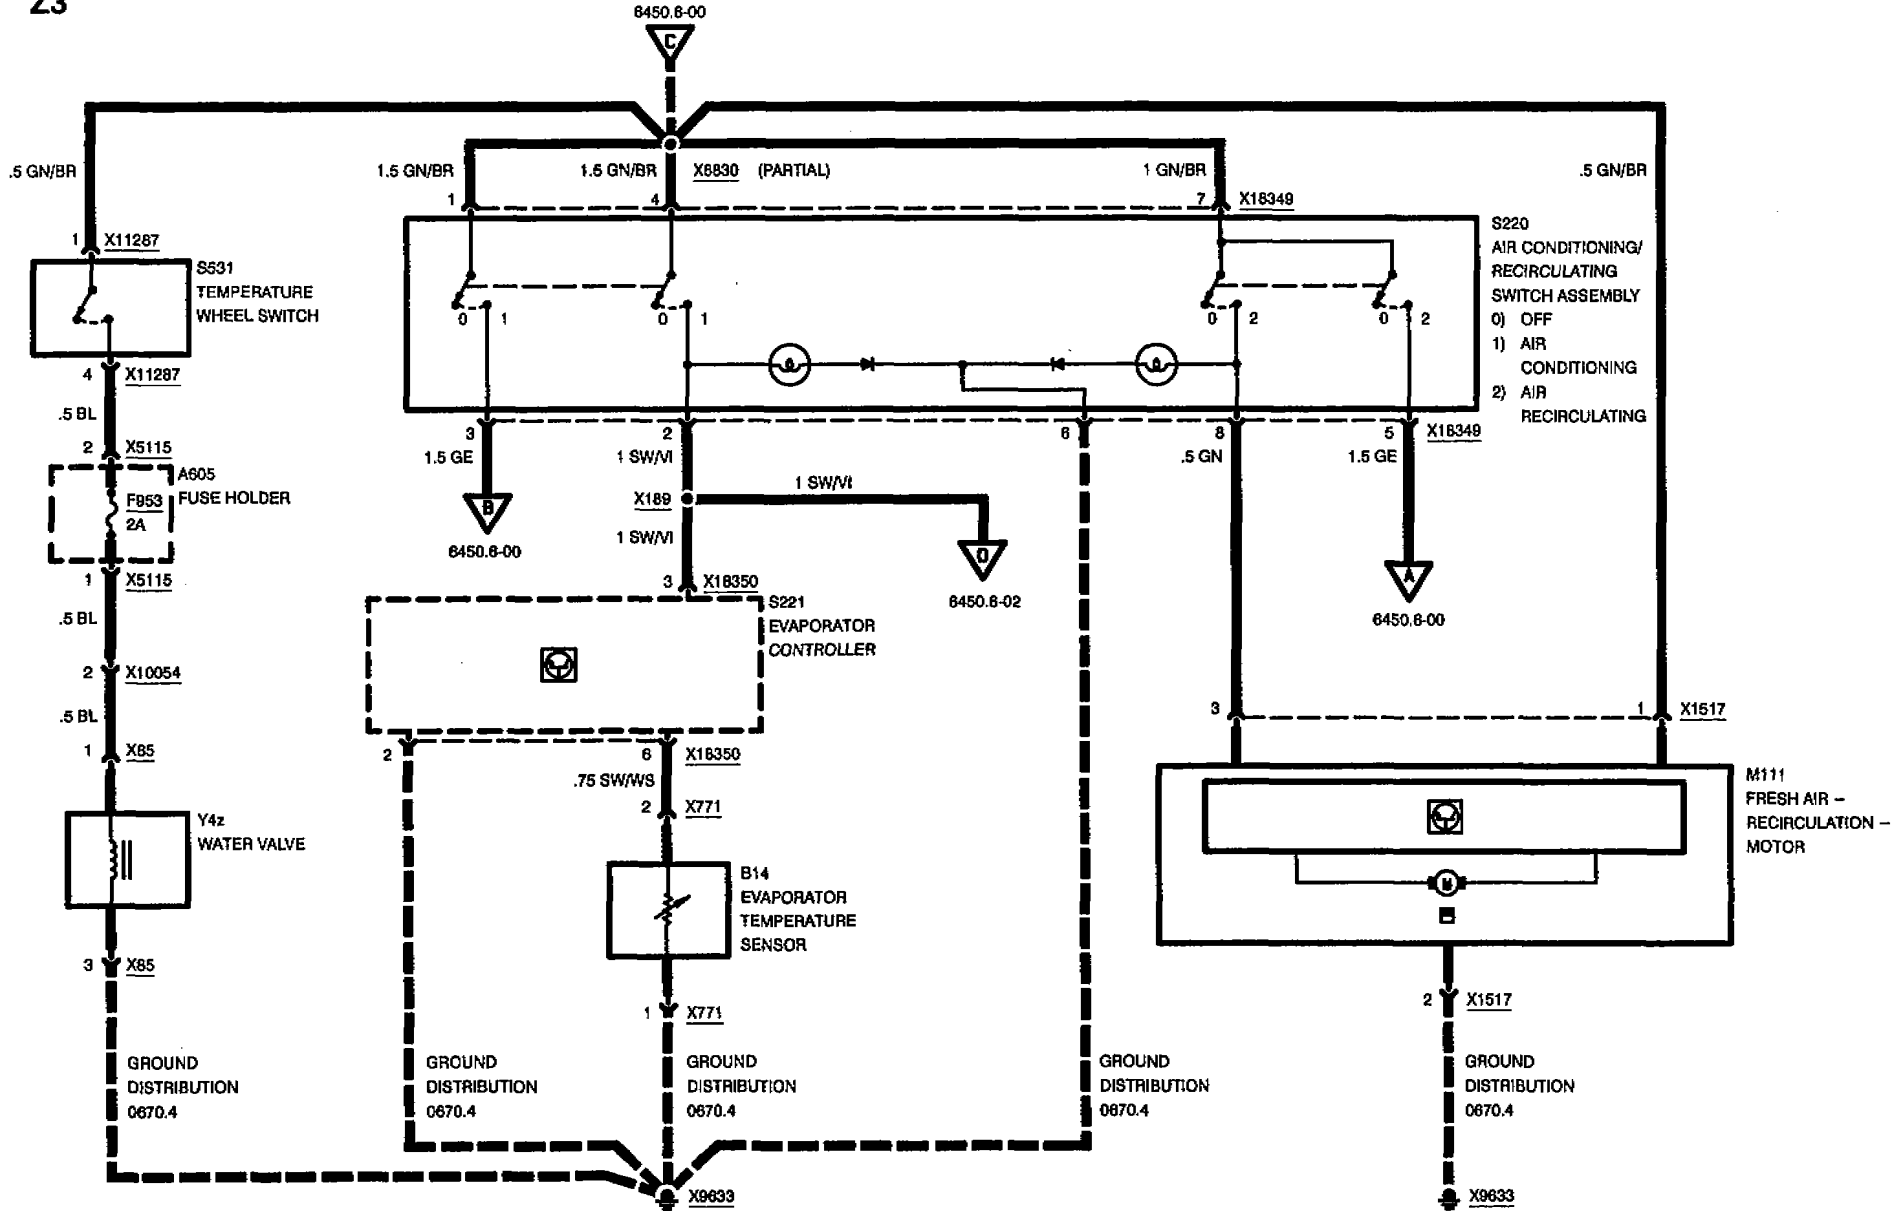 Z3
6450.6-00
C
.5 GN/BR
1.5 GN/BR
1.5 GN/BR
X6830
(PARTIAL)
1 GN/BR
.5 GN/BR
1
4
7
X18349
1
X11287
S531
TEMPERATURE
WHEEL SWITCH
0
1
0
1
0
2
0
2
S220
AIR CONDITIONING/
RECIRCULATING
SWITCH ASSEMBLY
0) OFF
1) AIR
CONDITIONING
2) AIR
RECIRCULATING
4
X11287
.5 BL
3
2
6
8
5
X18349
1.5 GE
1 SW/VI
.5 GN
1.5 GE
2
X5115
A605
FUSE HOLDER
F953
2A
B
6450.6-00
X189
1 SW/VI
1 SW/VI
D
6450.6-02
A
6450.6-00
1
X5115
.5 BL
3
X18350
S221
EVAPORATOR
CONTROLLER
2
X10054
.5 BL
3
1
X1517
1
X85
2
6
X18350
.75 SW/WS
2
X771
M111
FRESH AIR –
RECIRCULATION –
MOTOR
M
Y4z
WATER VALVE
B14
EVAPORATOR
TEMPERATURE
SENSOR
3
X85
1
X771
2
X1517
GROUND
DISTRIBUTION
0670.4
GROUND
DISTRIBUTION
0670.4
GROUND
DISTRIBUTION
0670.4
GROUND
DISTRIBUTION
0670.4
GROUND
DISTRIBUTION
0670.4
X9633
X9633